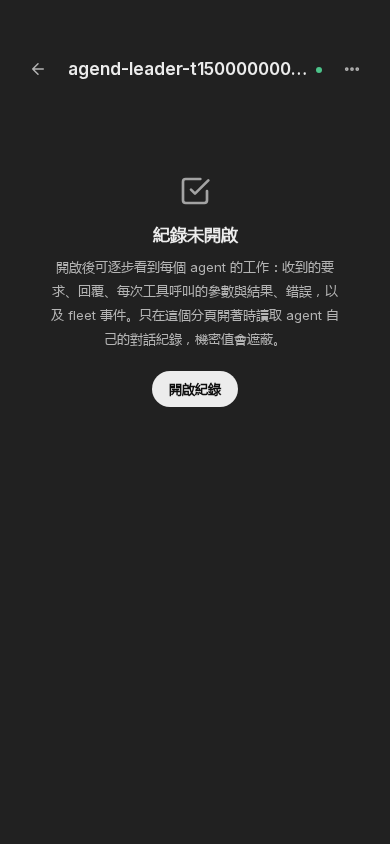 agend-leader-t150000000…
紀錄未開啟
開啟後可逐步看到每個 agent 的工作：收到的要
求、回覆、每次工具呼叫的參數與結果、錯誤，以
及 fleet 事件。只在這個分頁開著時讀取 agent 自
己的對話紀錄，機密值會遮蔽。
開啟紀錄